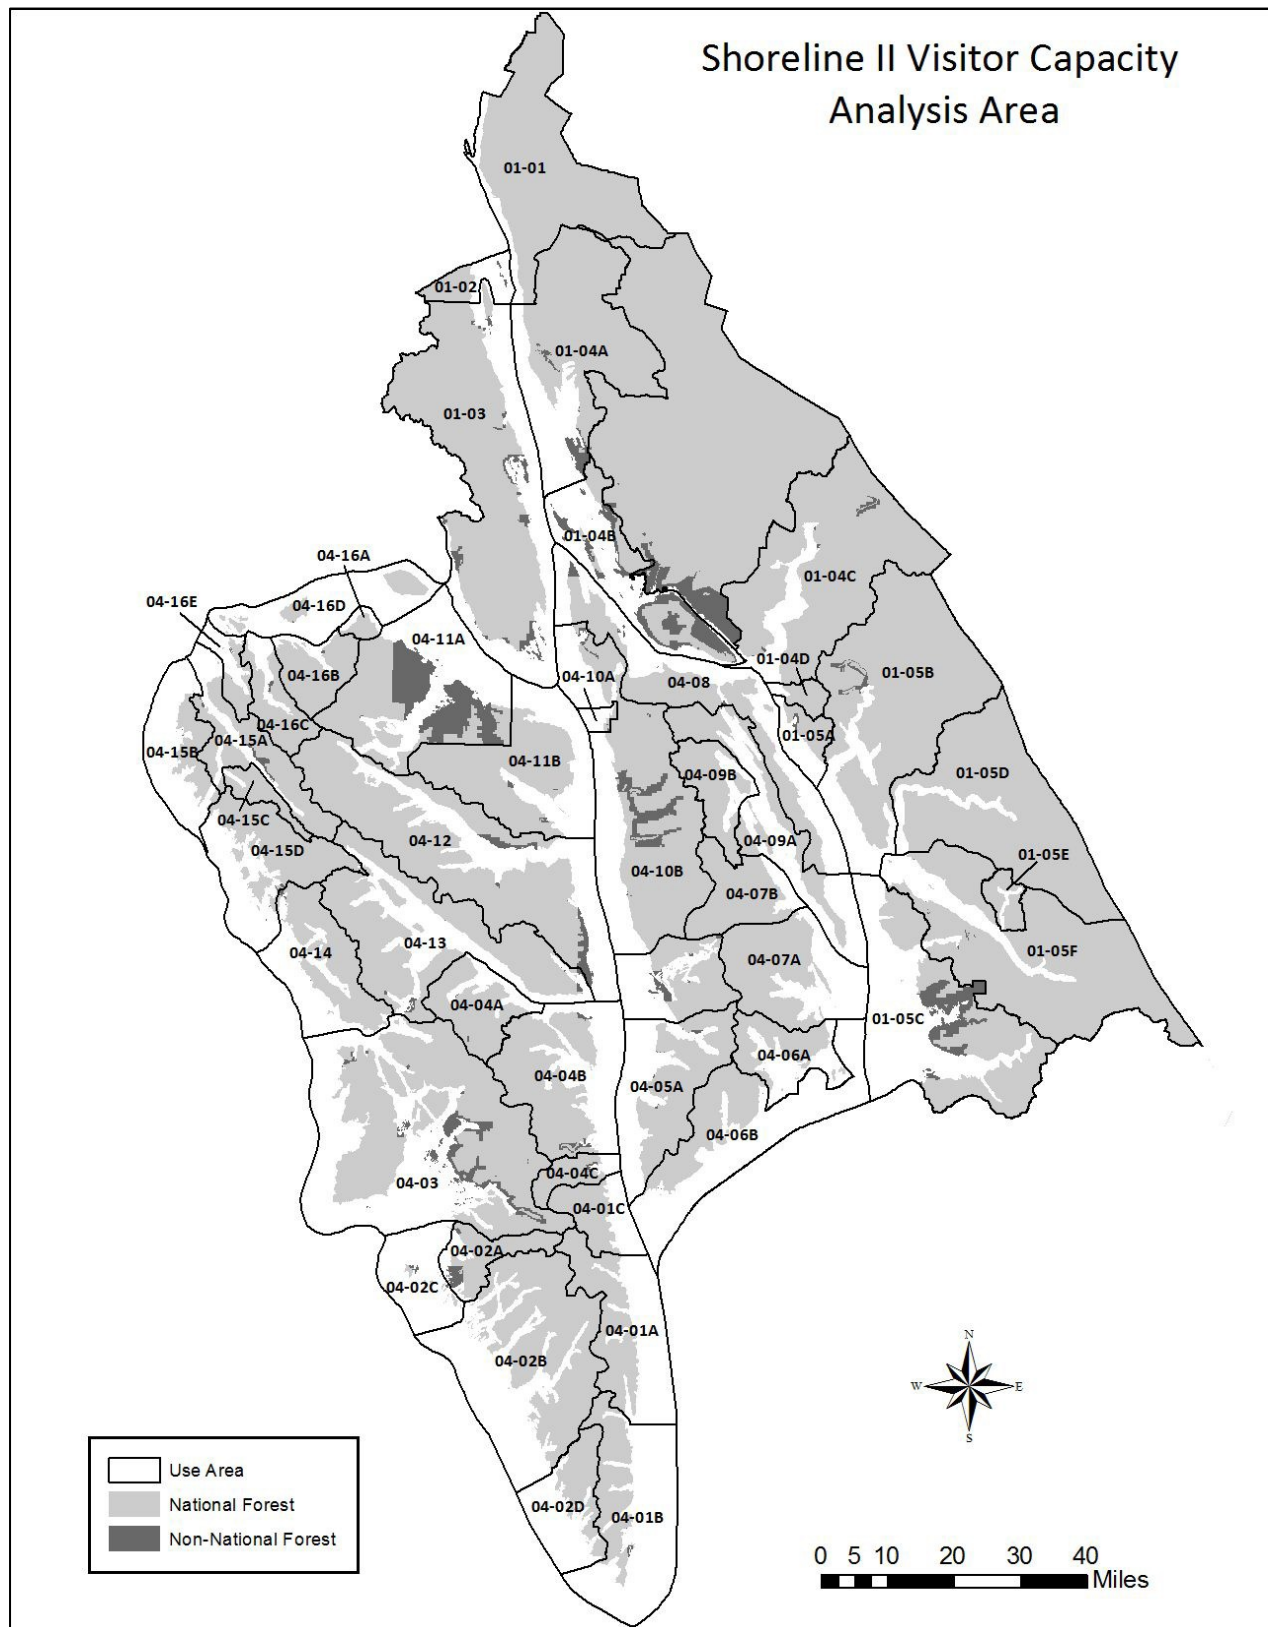 Shoreline II Visitor Capacity
Analysis Area
01-01
01-02
01-04A
01-03
01-04B
04-16A
01-04C
04-16E
04-16D
04-11A
01-04D
04-16B
04-10A
04-08
01-05B
04-16C
01-05A
04-15A
04-15B
04-11B
04-09B
01-05D
04-15C
04-12
04-09A
04-15D
01-05E
04-10B
04-07B
04-13
04-14
01-05F
04-07A
04-04A
01-05C
04-06A
04-04B
04-05A
04-06B
04-04C
04-03
04-01C
04-02A
04-02C
04-01A
04-02B
N
W
E
S
Use Area
National Forest
Non-National Forest
04-02D
04-01B
0 5 10 20 30 40
Miles